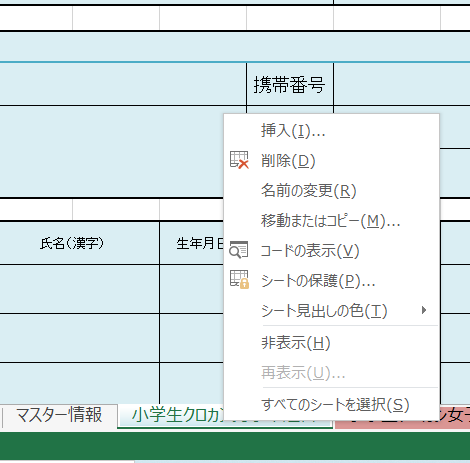 携帯番号
挿入(I)...
削除(D)
名前の変更(R)
移動またはコピー(M)...
氏名(漢字)
生年月日
コードの表示(V)
シートの保護(P)...
シート見出しの色(T)
非表示(H)
再表示(U)...
すべてのシートを選択(S)
マスター情報
小学生クロカ
女子